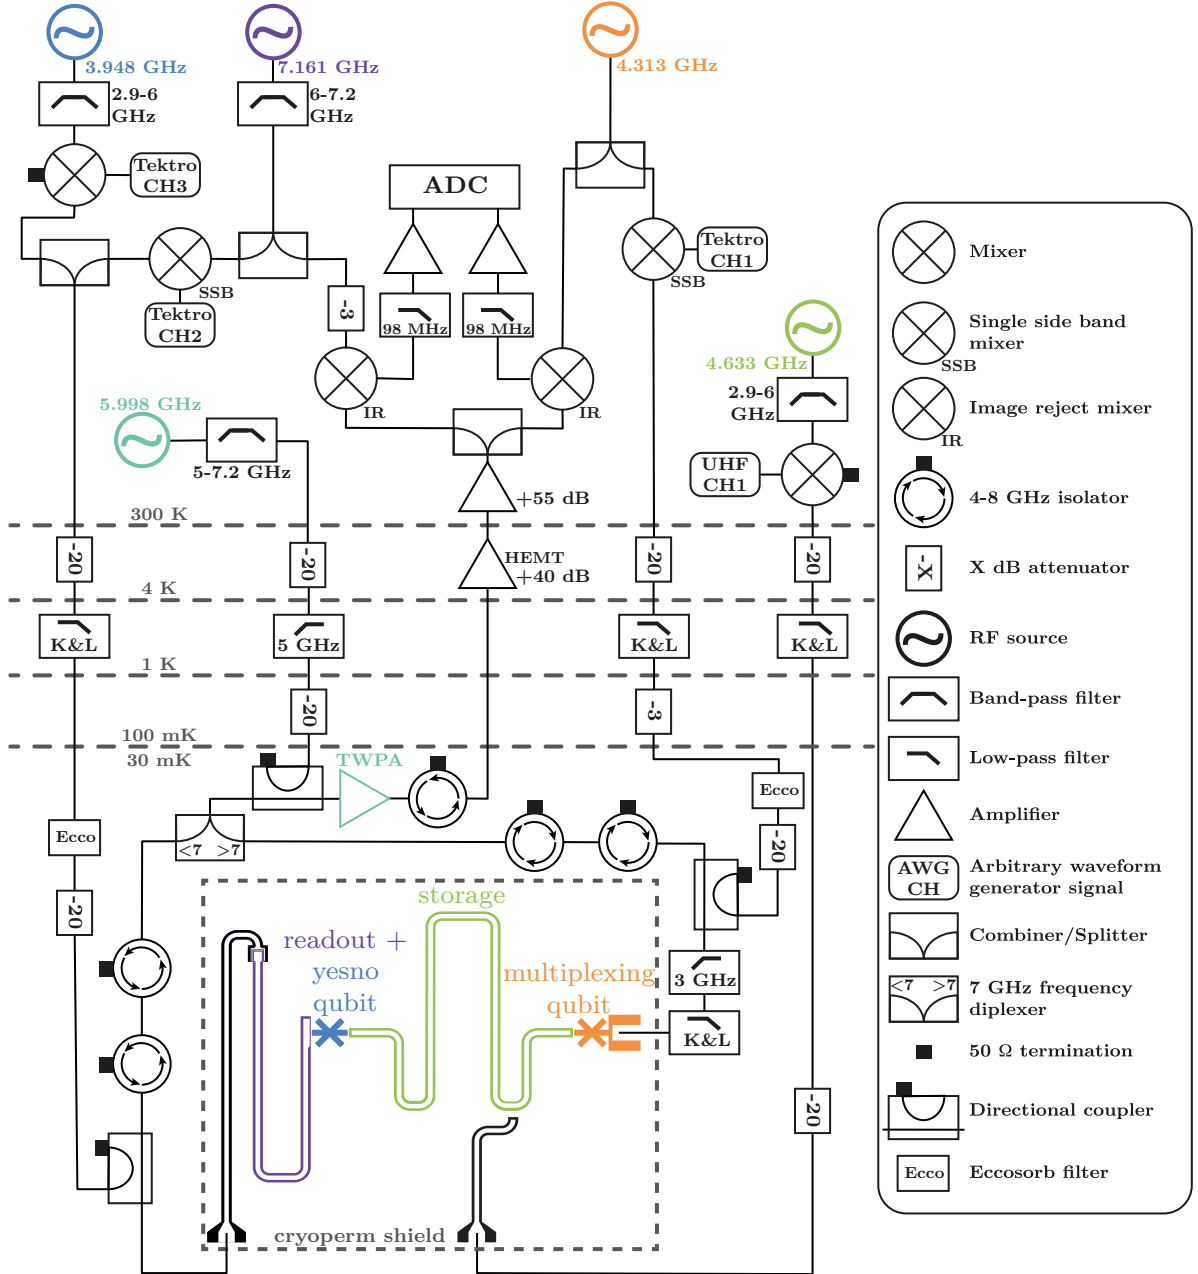 3.948 GHz
7.161 GHz
4.313 GHz
2.9-6
GHz
6-7.2
GHz
Tektro
CH3
ADC
SSB
Tektro
CH2
Tektro
CH1
SSB
-3
98 MHz
98 MHz
IR
IR
4.633 GHz
2.9-6
GHz
5.998 GHz
5-7.2 GHz
UHF
CH1
+55 dB
300 K
-20
-20
HEMT
+40 dB
-20
-20
4 K
K&L
5 GHz
K&L
K&L
1 K
-20
-3
100 mK
30 mK
TWPA
Ecco
Ecco
<7 >7
-20
-20
storage
readout +
yesno
qubit
multiplexing
qubit
3 GHz
K&L
-20
cryoperm shield
Mixer
Single side band
mixer
SSB
Image reject mixer
IR
4-8 GHz isolator
-X
X dB attenuator
RF source
Band-pass filter
Low-pass filter
Amplifier
AWG
CH
Arbitrary waveform
generator signal
Combiner/Splitter
<7 >7
7 GHz frequency
diplexer
50 Ω termination
Directional coupler
Ecco
Eccosorb filter